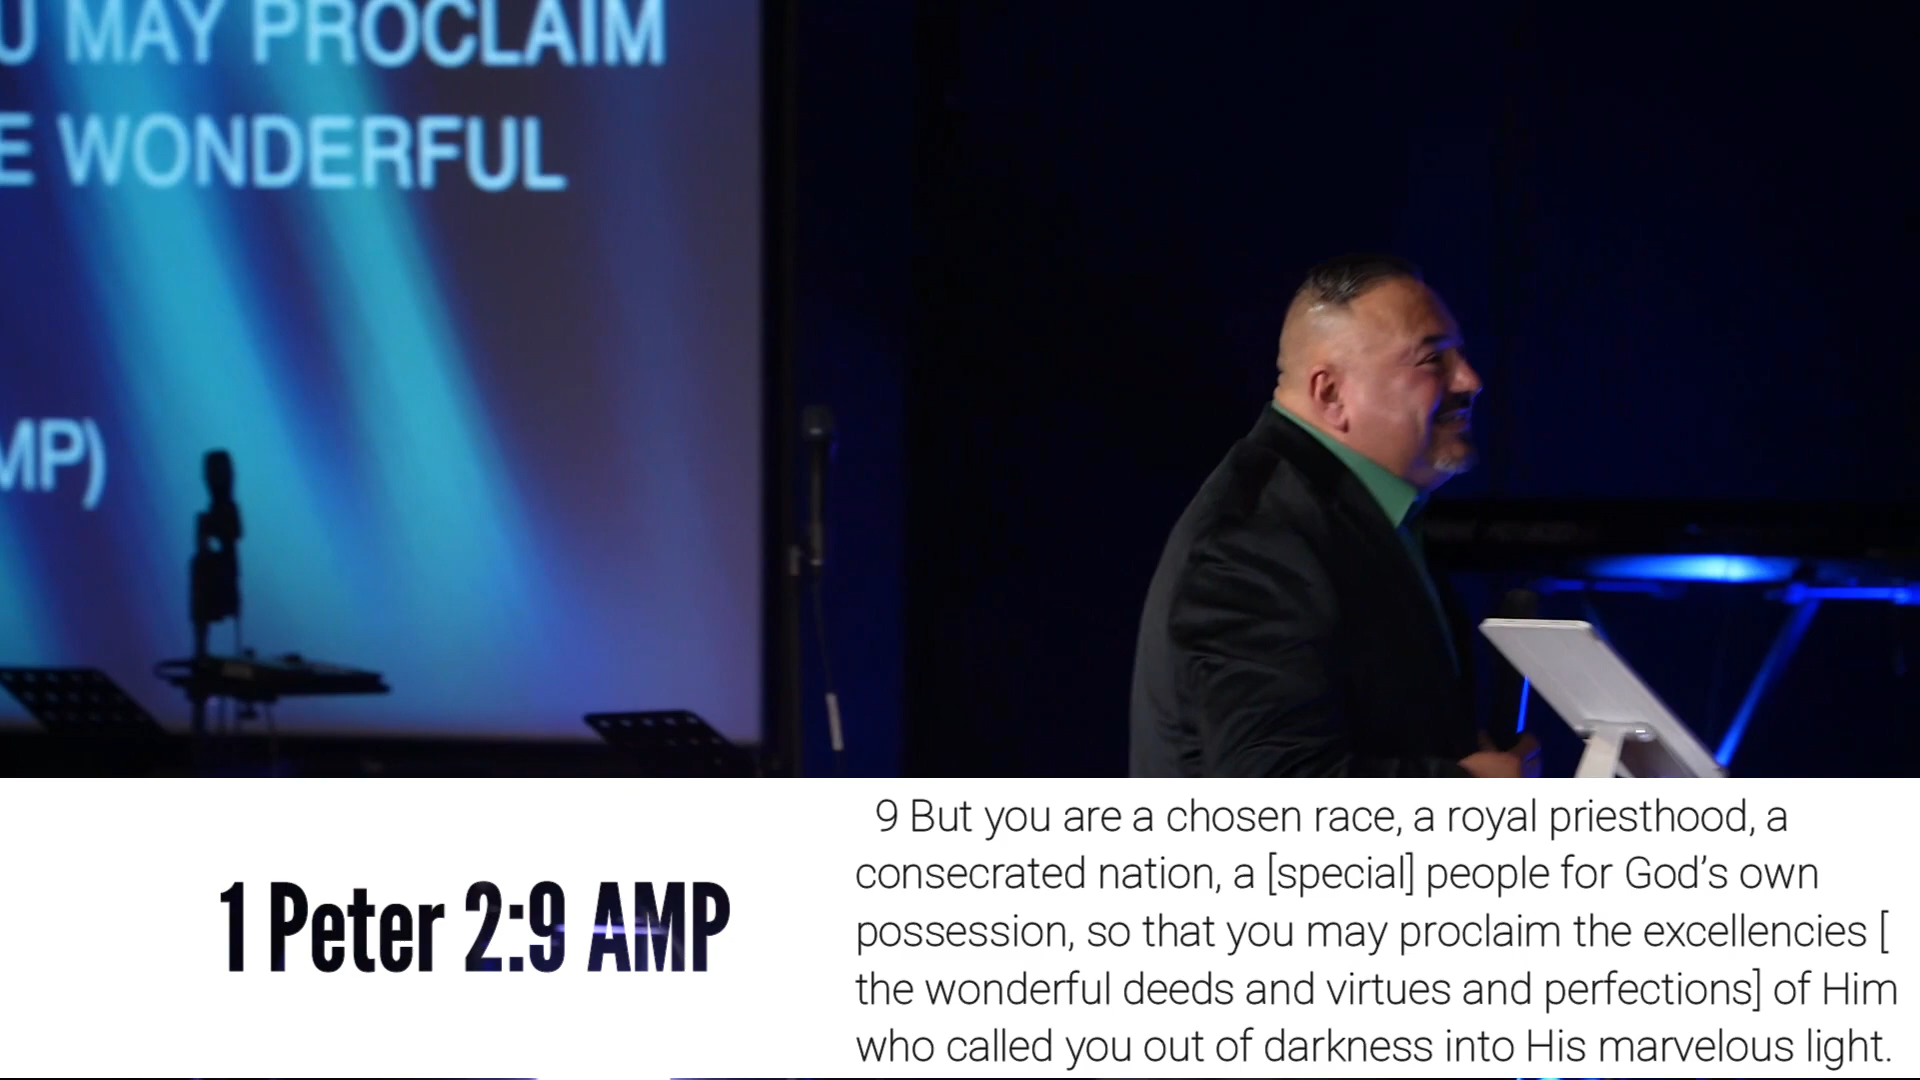 U MAY PROCLAIM
E WONDERFUL
MP)
1 Peter 2:9 AMP
9 But you are a chosen race, a royal priesthood, a
consecrated nation, a [special] people for God’s own
possession, so that you may proclaim the excellencies [
the wonderful deeds and virtues and perfections] of Him
who called you out of darkness into His marvelous light.